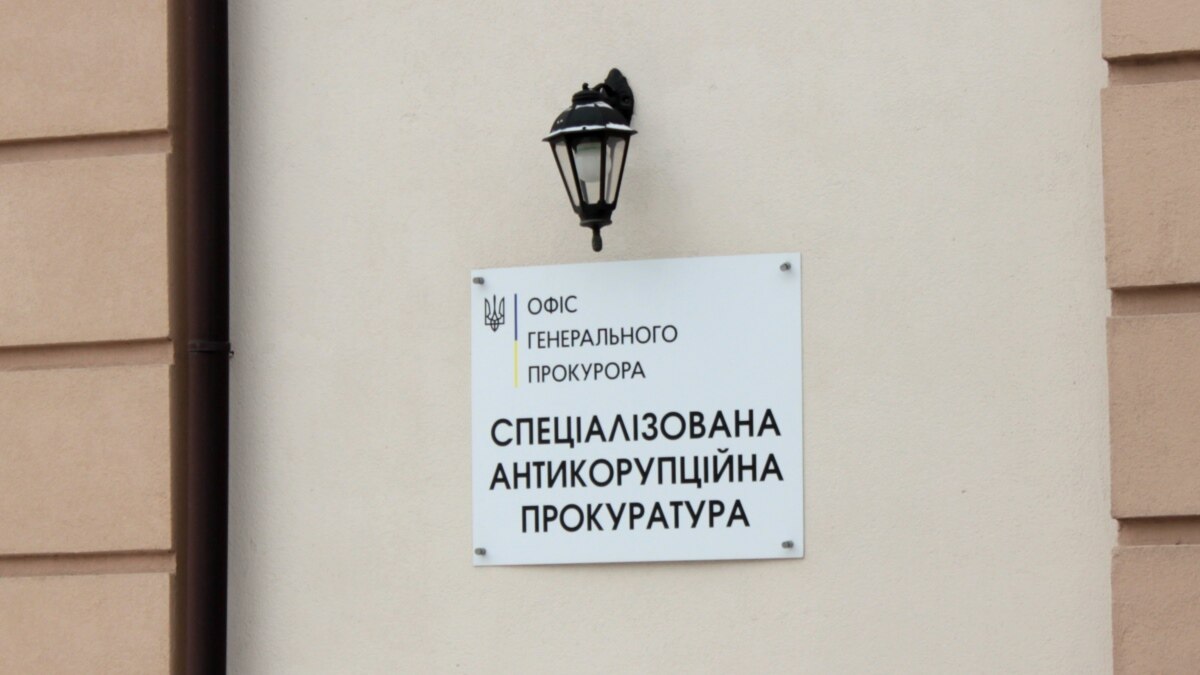 ОФІС
ГЕНЕРАЛЬНОГО
ПРОКУРОРА
СПЕЦІАЛІЗОВАНА
АНТИКОРУПЦІЙНА
ПРОКУРАТУРА